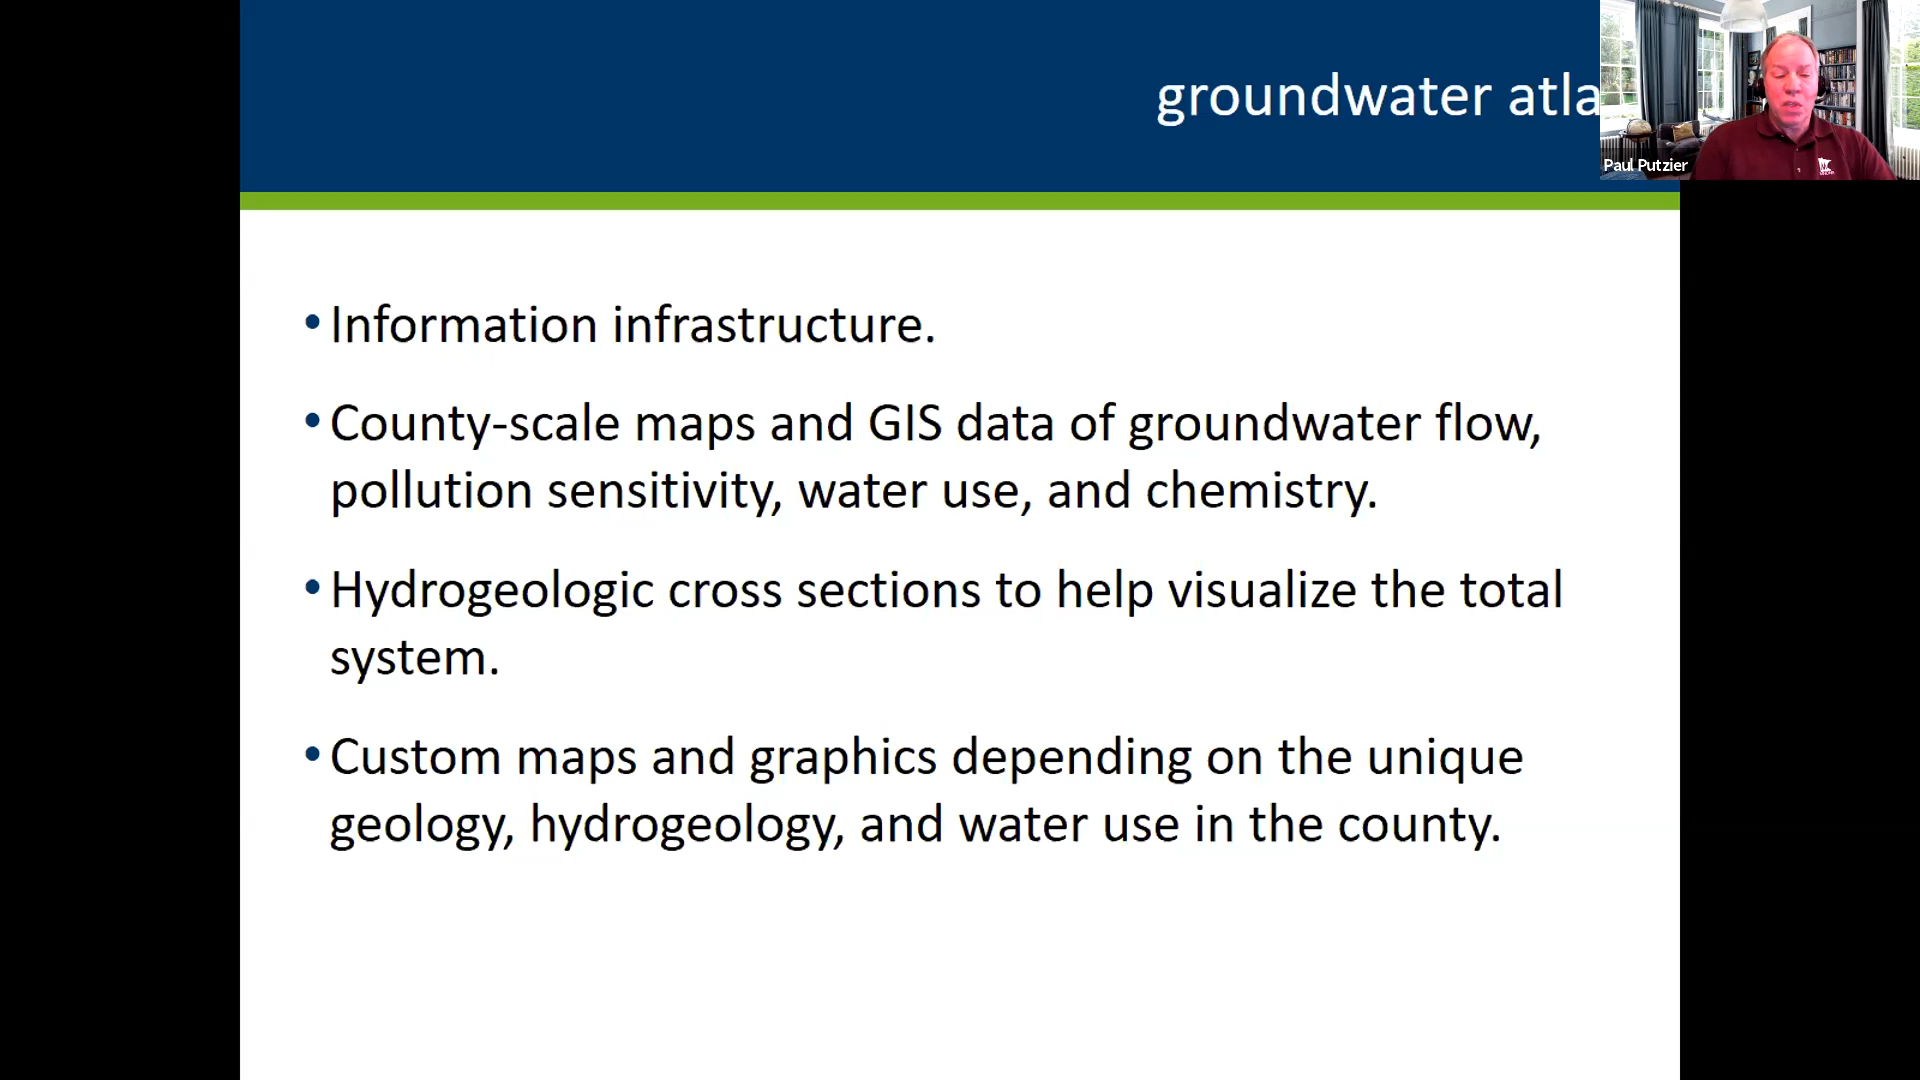 groundwater atla
Paul Putzier
•Information infrastructure.
•County-scale maps and GIS data of groundwater flow,
pollution sensitivity, water use, and chemistry.
•Hydrogeologic cross sections to help visualize the total
system.
•Custom maps and graphics depending on the unique
geology, hydrogeology, and water use in the county.